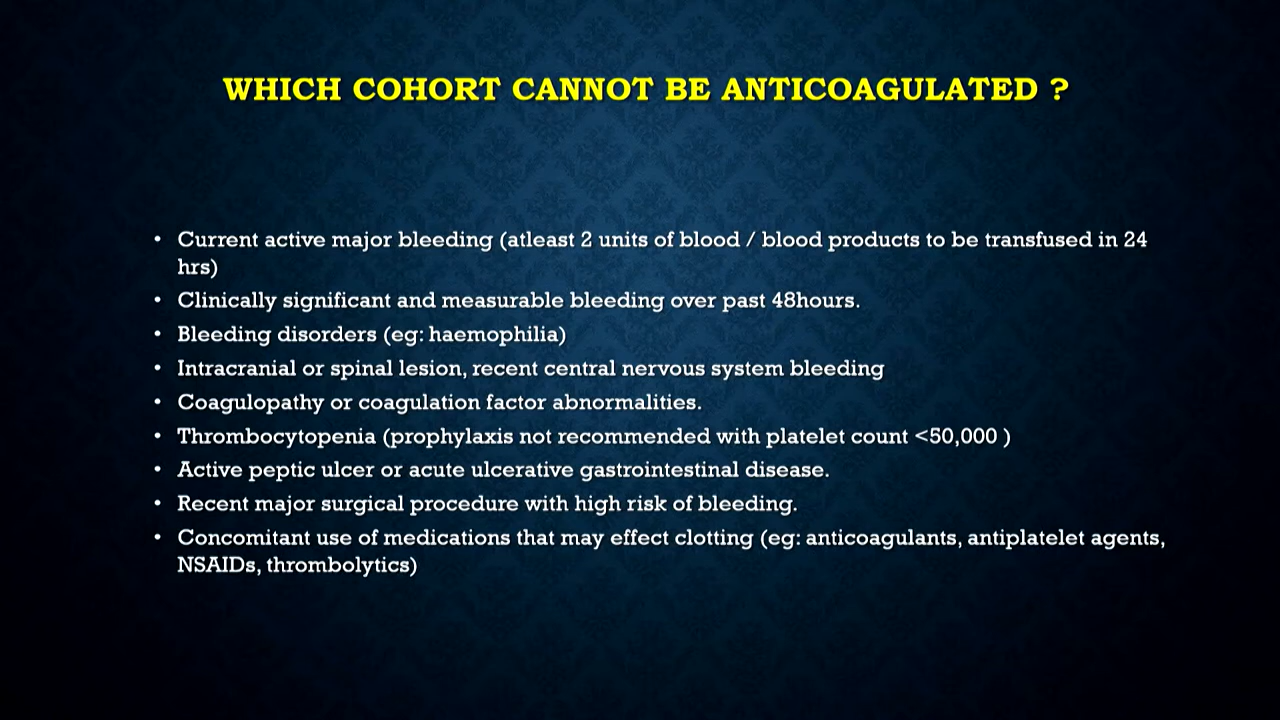 WHICH COHORT CANNOT BE ANTICOAGULATED ?
• Current active major bleeding (atleast 2 units of blood / blood products to be transfused in 24
hrs)
• Clinically significant and measurable bleeding over past 48hours.
• Bleeding disorders (eg: haemophilia)
• Intracranial or spinal lesion, recent central nervous system bleeding
• Coagulopathy or coagulation factor abnormalities.
• Thrombocytopenia (prophylaxis not recommended with platelet count <50,000 )
• Active peptic ulcer or acute ulcerative gastrointestinal disease.
• Recent major surgical procedure with high risk of bleeding.
• Concomitant use of medications that may effect clotting (eg: anticoagulants, antiplatelet agents,
NSAIDs, thrombolytics)